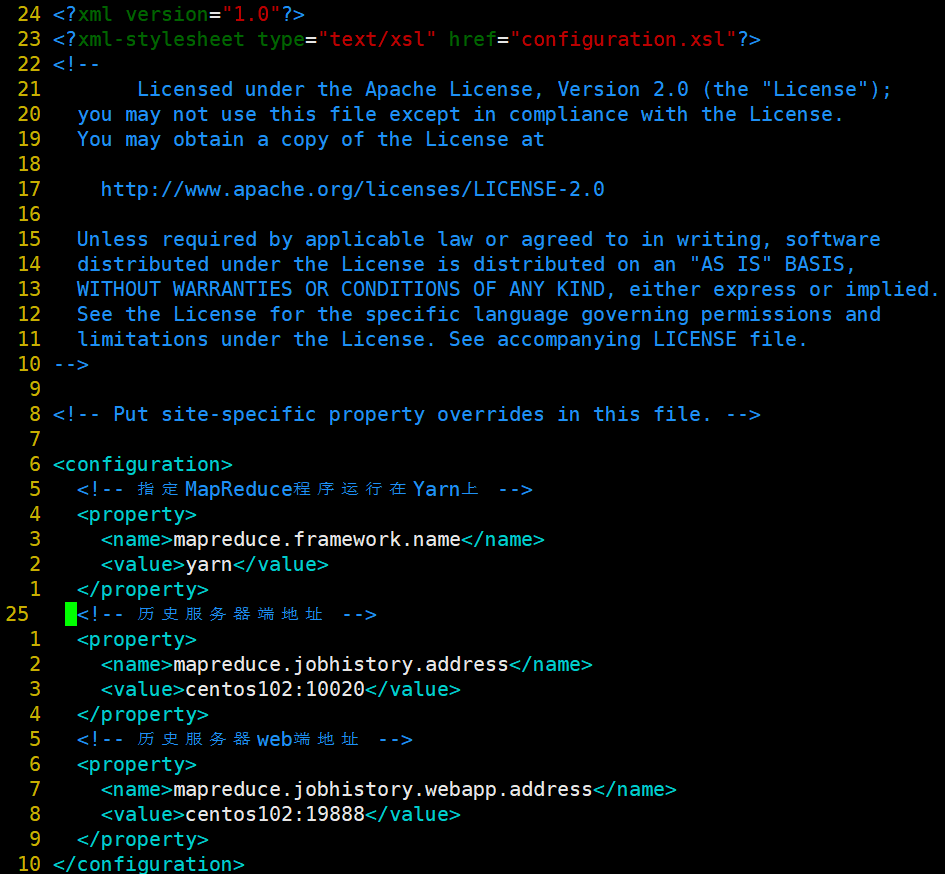 24 <?xml version="1.0"?>
23 <?xml-stylesheet type="text/xsl" href="configuration.xsl"?>
22 <!--
21        Licensed under the Apache License, Version 2.0 (the "License");
20   you may not use this file except in compliance with the License.
19   You may obtain a copy of the License at
18
17     http://www.apache.org/licenses/LICENSE-2.0
16
15   Unless required by applicable law or agreed to in writing, software
14   distributed under the License is distributed on an "AS IS" BASIS,
13   WITHOUT WARRANTIES OR CONDITIONS OF ANY KIND, either express or implied.
12   See the License for the specific language governing permissions and
11   limitations under the License. See accompanying LICENSE file.
10 -->
9
8 <!-- Put site-specific property overrides in this file. -->
7
6 <configuration>
5   <!-- 指定MapReduce程序运行在Yarn上 -->
4   <property>
3     <name>mapreduce.framework.name</name>
2     <value>yarn</value>
1   </property>
25   <!-- 历史服务器端地址 -->
1   <property>
2     <name>mapreduce.jobhistory.address</name>
3     <value>centos102:10020</value>
4   </property>
5   <!-- 历史服务器web端地址 -->
6   <property>
7     <name>mapreduce.jobhistory.webapp.address</name>
8     <value>centos102:19888</value>
9   </property>
10 </configuration>